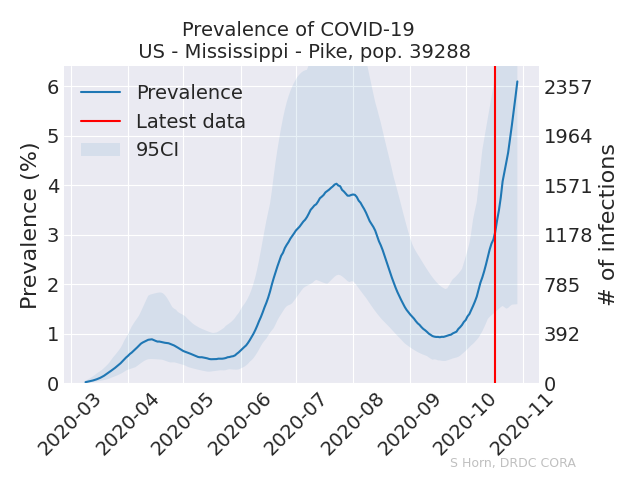 Prevalence of COVID-19
US - Mississippi - Pike, pop. 39288
Prevalence
Latest data
95CI
Prevalence (%)
6
5
4
3
2
1
0
2357
1964
1571
1178
785
392
0
# of infections
2020-03
2020-04
2020-05
2020-06
2020-07
2020-08
2020-09
2020-10
2020-11
S Horn, DRDC CORA